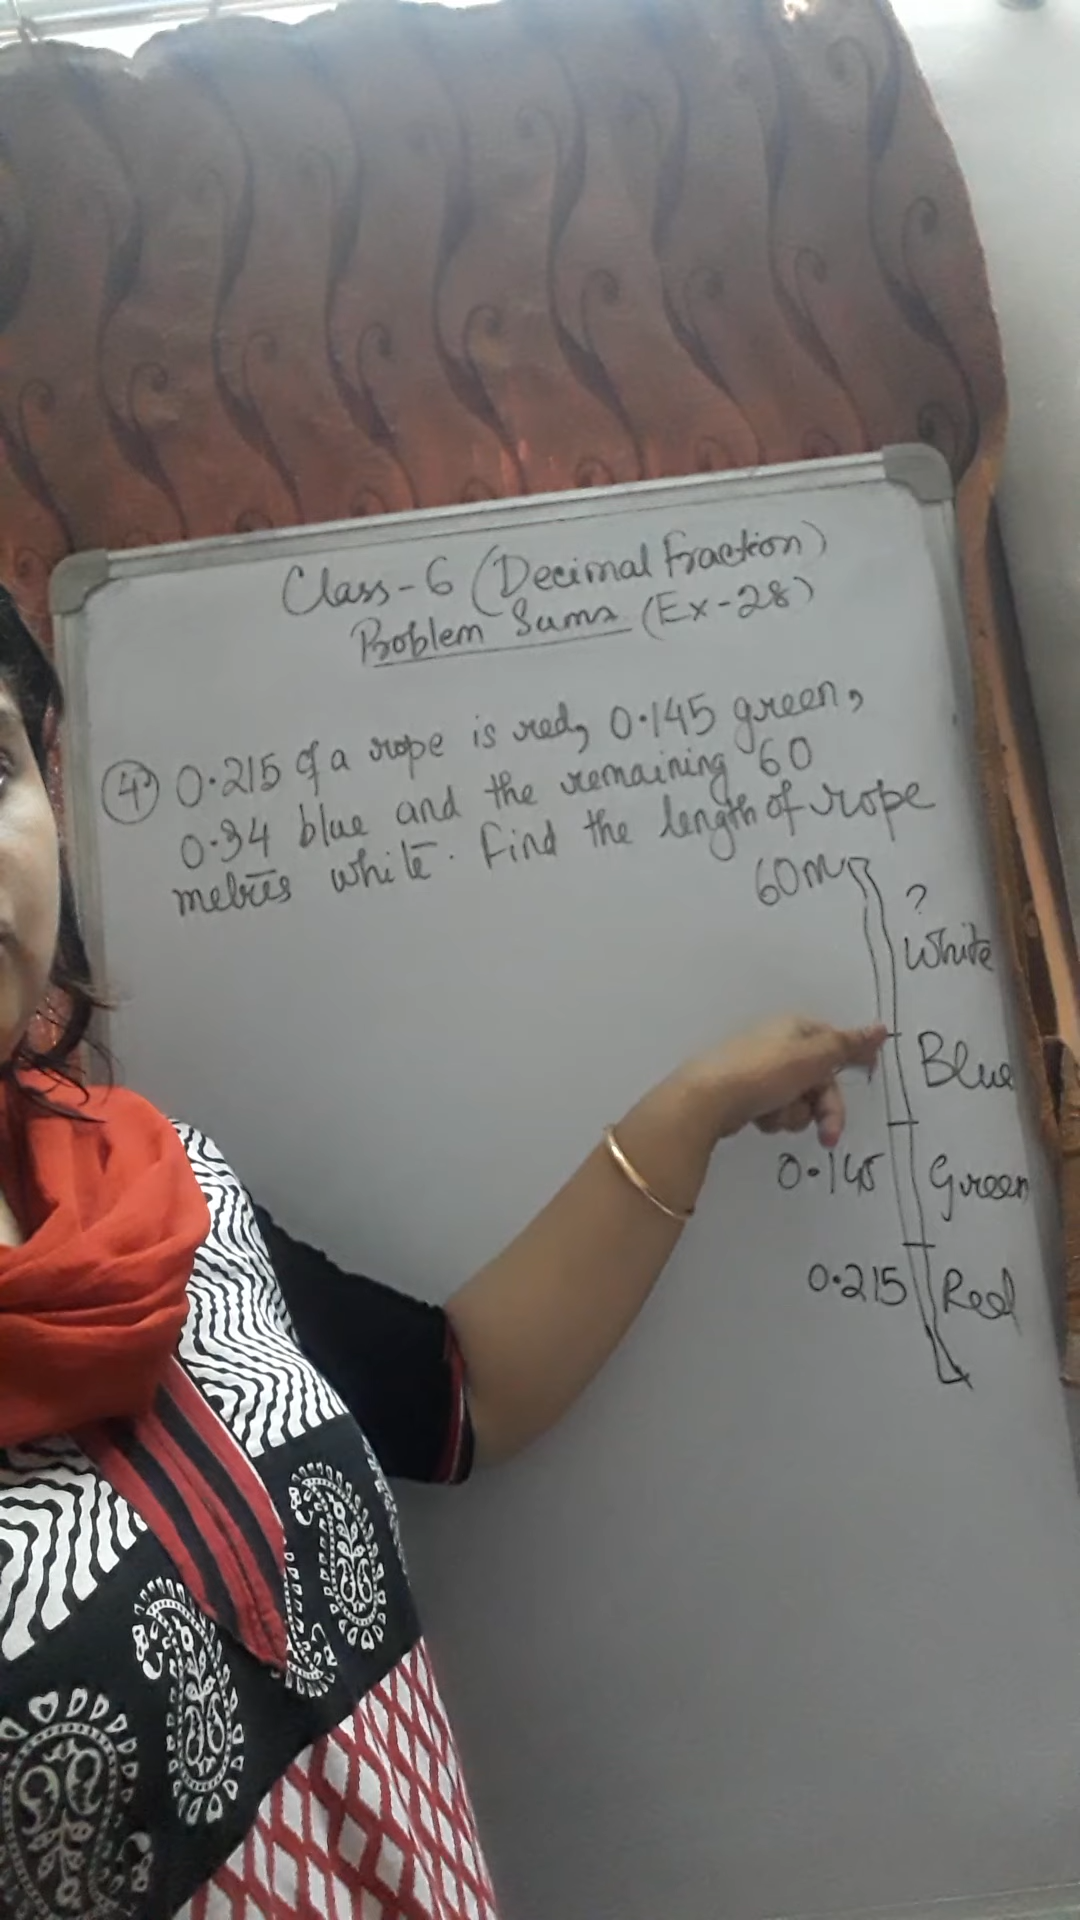 Class-6 (Decimal Fraction)
Problem Sums (Ex-28)
4 0.215 of a rope is red, 0.145 green,
0.34 blue and the remaining 60
metres white. Find the length of rope
60m
?
White
Blue
0.145 Green
0.215 Red